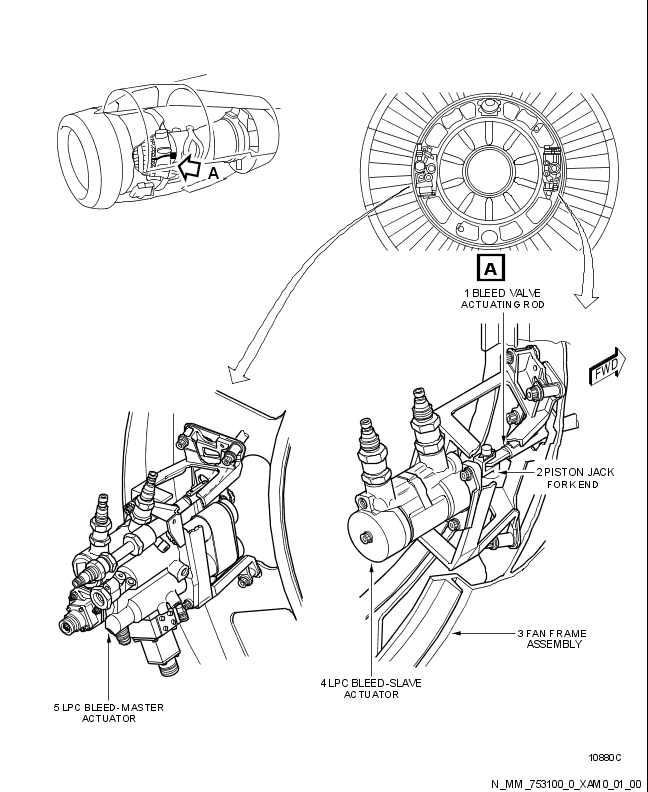 A
A
1 BLEED VALVE
ACTUATING ROD
FWD
2 PISTON JACK
FORK END
3 FAN FRAME
ASSEMBLY
4 LPC BLEED-SLAVE
ACTUATOR
5 LPC BLEED-MASTER
ACTUATOR
10880C
N_MM_753100_0_XAM0_01_00